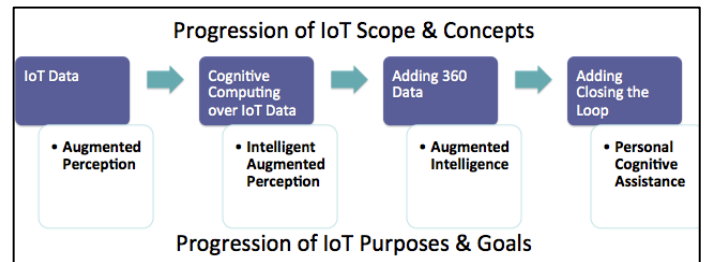 Progression of IoT Scope & Concepts
IoT Data
Cognitive
Computing
over IoT Data
Adding 360
Data
Adding
Closing the
Loop
• Augmented
Perception
• Intelligent
Augmented
Perception
• Augmented
Intelligence
• Personal
Cognitive
Assistance
Progression of IoT Purposes & Goals